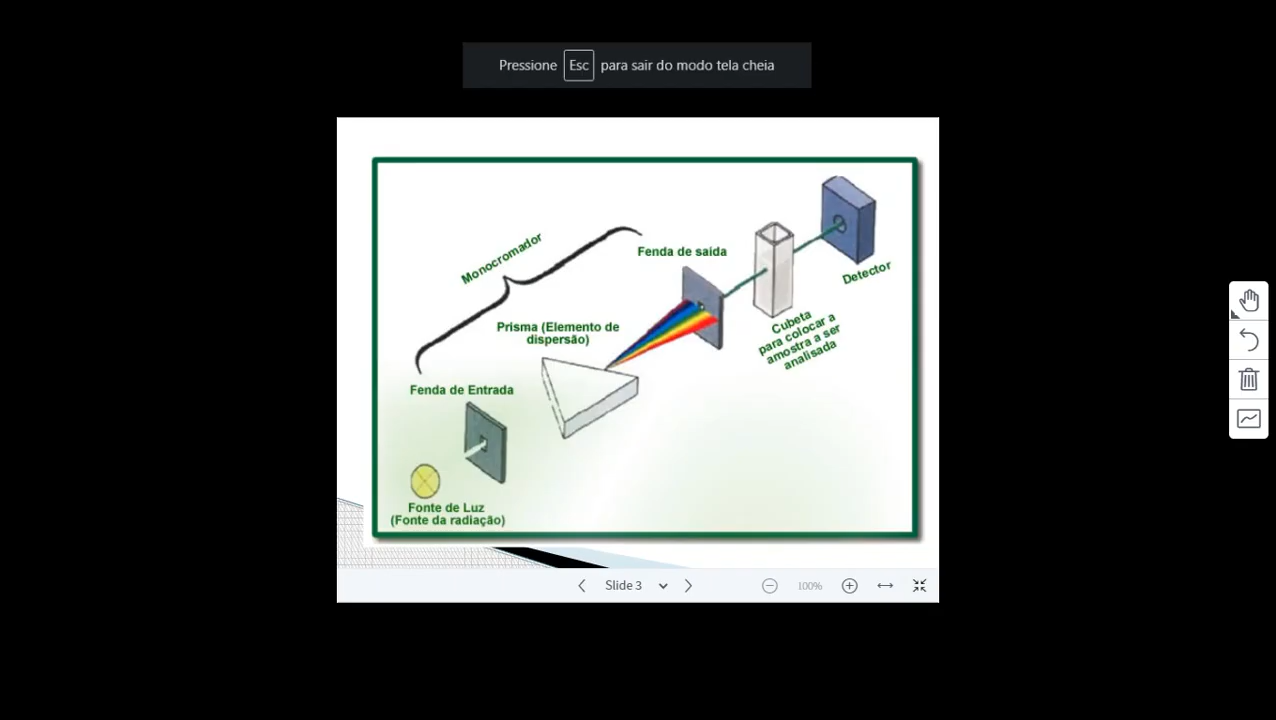 Pressione Esc para sair do modo tela cheia
Monocromador
Fenda de saída
Detector
Prisma (Elemento de
dispersão)
Cubeta
para colocar a
amostra a ser
analisada
Fenda de Entrada
Fonte de Luz
(Fonte da radiação)
Slide 3
100%